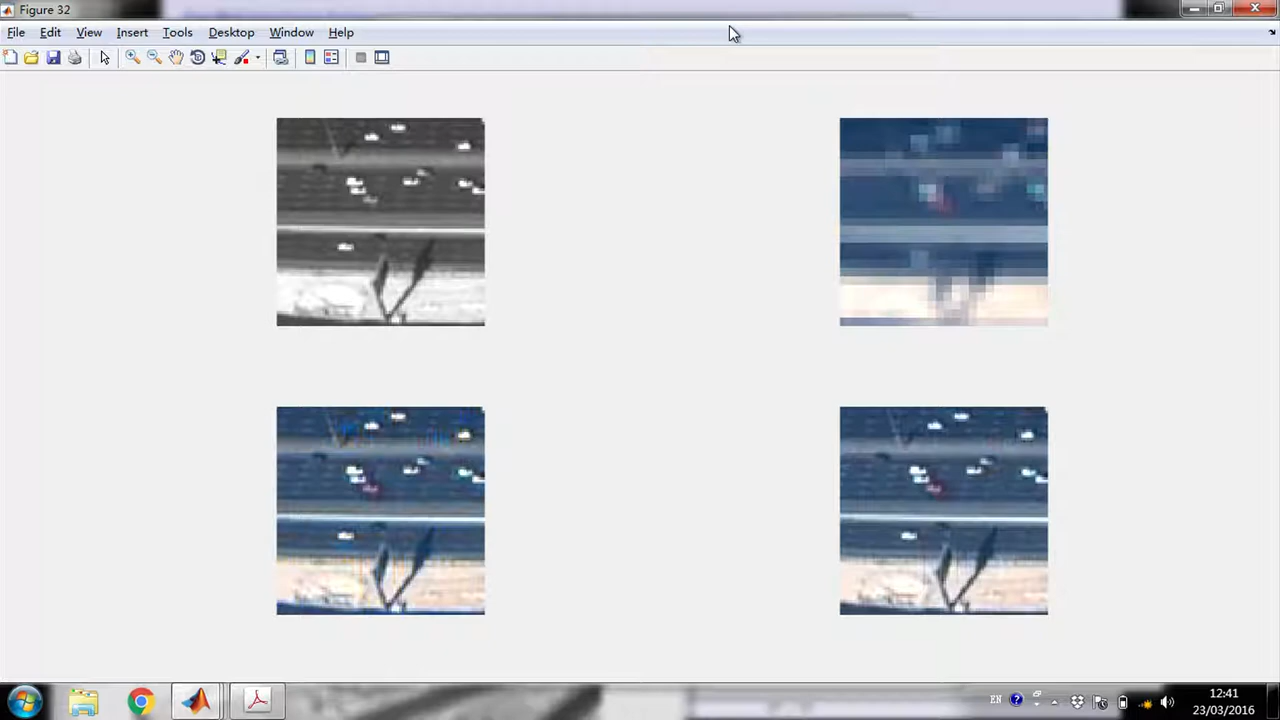 Figure 32
File Edit View Insert Tools Desktop Window Help
EN
12:41
23/03/2016